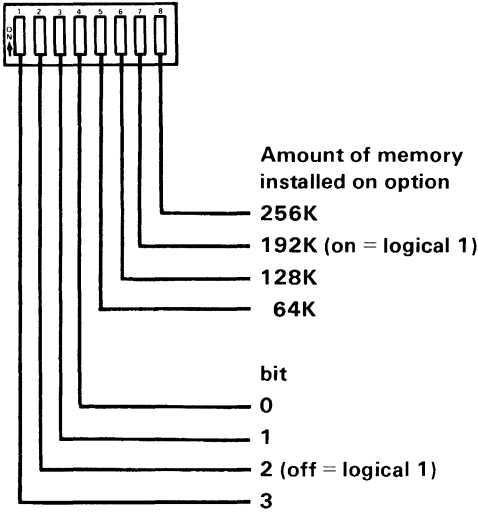 1 2 3 4 5 6 7 8
ON
Amount of memory
installed on option
256K
192K (on = logical 1)
128K
64K
bit
0
1
2 (off = logical 1)
3